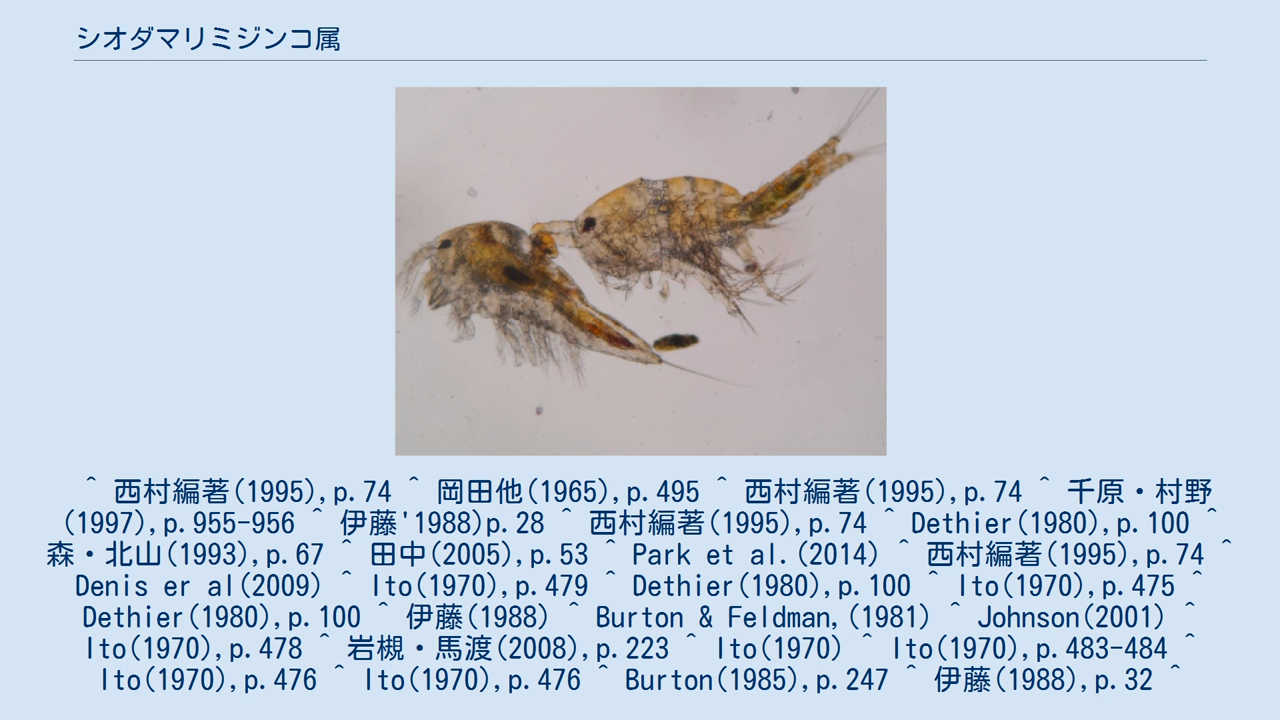 シオダマリミジンコ属
^ 西村編著(1995),p.74 ^ 岡田他(1965),p.495 ^ 西村編著(1995),p.74 ^ 千原・村野
(1997),p.955-956 ^ 伊藤'1988)p.28 ^ 西村編著(1995),p.74 ^ Dethier(1980),p.100 ^
森・北山(1993),p.67 ^ 田中(2005),p.53 ^ Park et al.(2014) ^ 西村編著(1995),p.74 ^
Denis er al(2009) ^ Ito(1970),p.479 ^ Dethier(1980),p.100 ^ Ito(1970),p.475 ^
Dethier(1980),p.100 ^ 伊藤(1988) ^ Burton & Feldman,(1981) ^ Johnson(2001) ^
Ito(1970),p.478 ^ 岩槻・馬渡(2008),p.223 ^ Ito(1970) ^ Ito(1970),p.483-484 ^
Ito(1970),p.476 ^ Ito(1970),p.476 ^ Burton(1985),p.247 ^ 伊藤(1988),p.32 ^